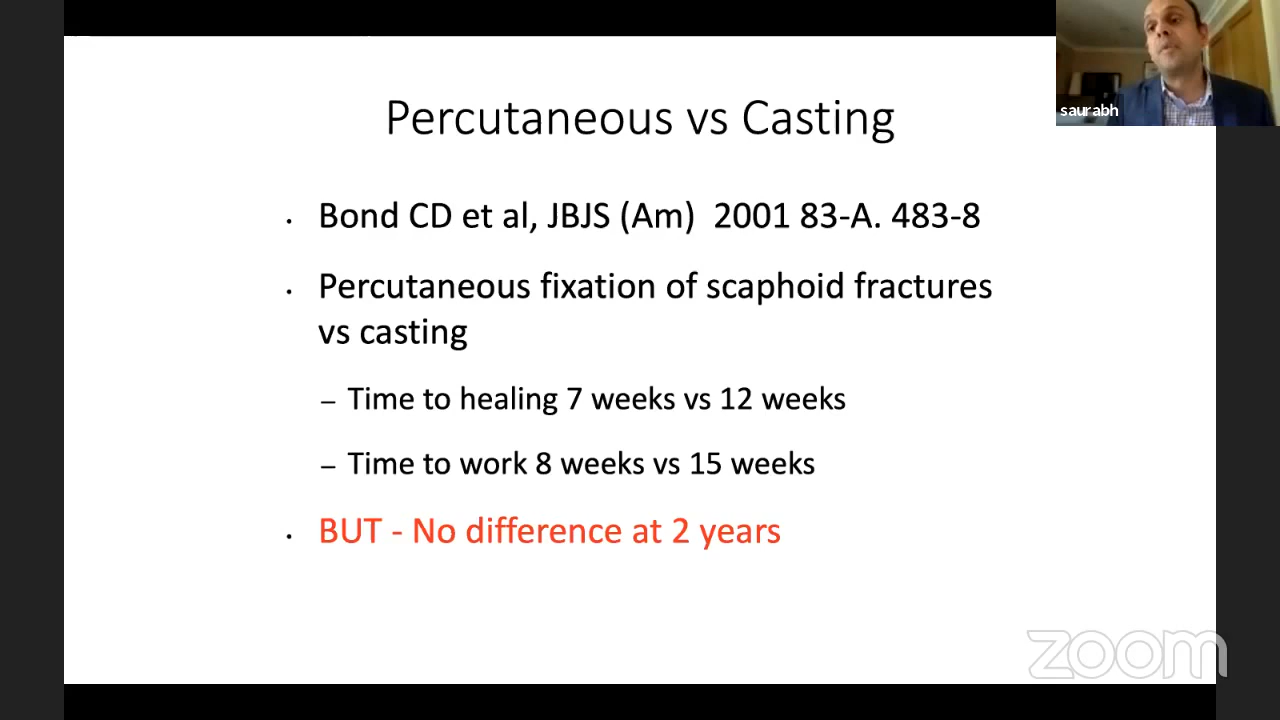 saurabh
Percutaneous vs Casting
• Bond CD et al, JBJS (Am) 2001 83-A. 483-8
• Percutaneous fixation of scaphoid fractures
vs casting
– Time to healing 7 weeks vs 12 weeks
– Time to work 8 weeks vs 15 weeks
• BUT - No difference at 2 years
zoom